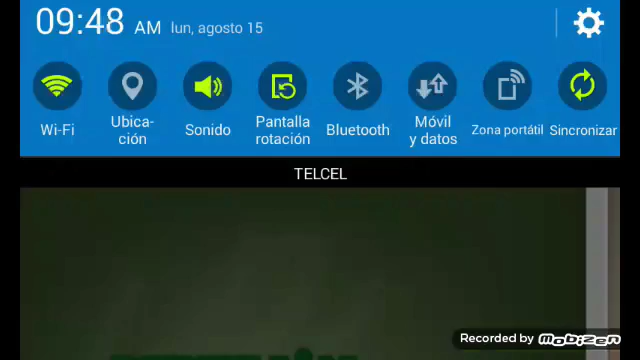 09:48 AM lun, agosto 15
Wi-Fi
Ubica-
ción
Sonido
Pantalla
rotación
Bluetooth
Móvil
y datos
Zona portátil
Sincronizar
TELCEL
Recorded by Mobizen